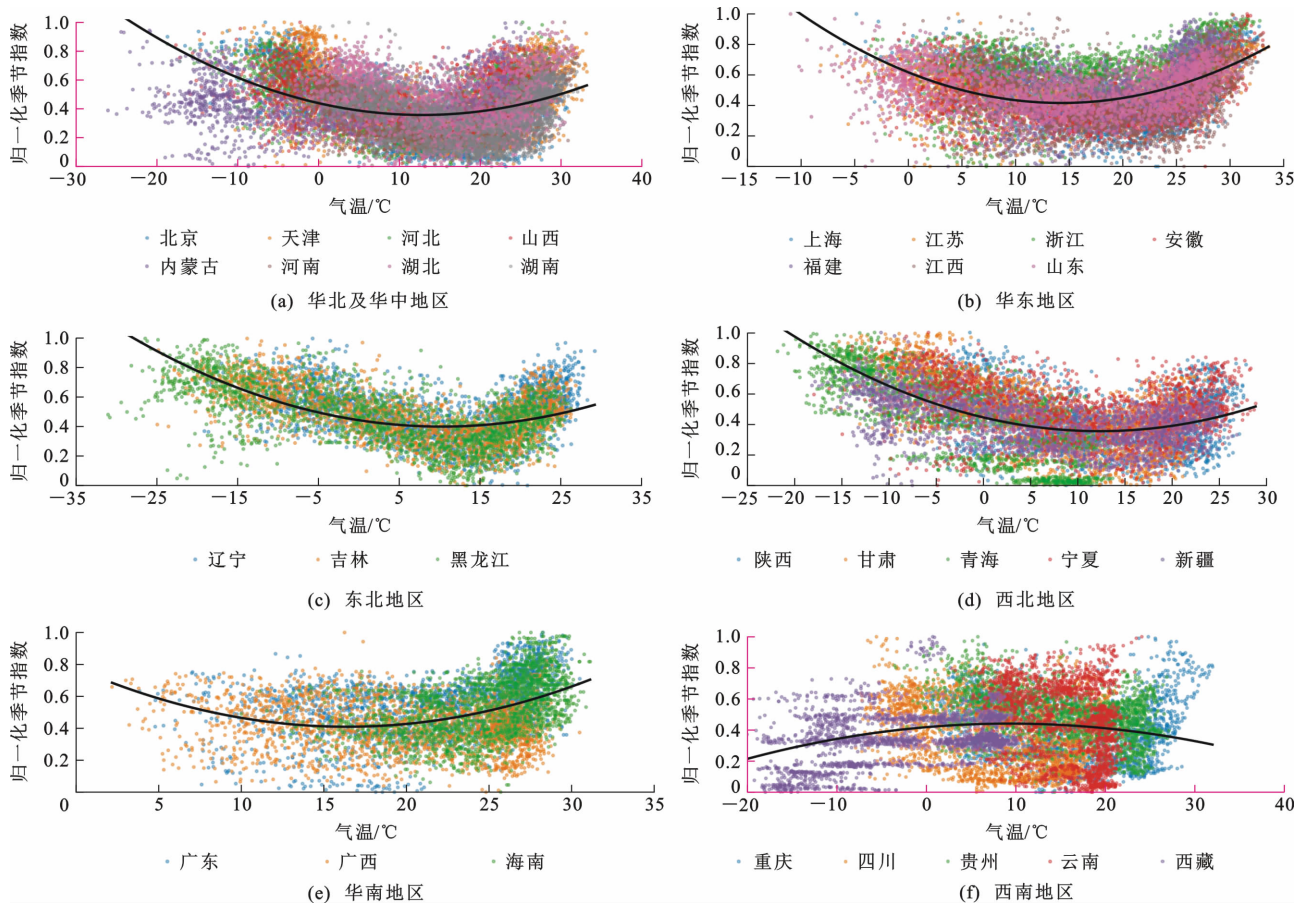 归一化季节指数
1.0
0.8
0.6
0.4
0.2
0
−30 −20 −10 0 10 20 30 40
气温/℃
北京 天津 河北 山西
内蒙古 河南 湖北 湖南
(a) 华北及华中地区
归一化季节指数
1.0
0.8
0.6
0.4
0.2
0
−15 −10 −5 0 5 10 15 20 25 30 35
气温/℃
上海 江苏 浙江 安徽
福建 江西 山东
(b) 华东地区
归一化季节指数
1.0
0.8
0.6
0.4
0.2
0
−35 −25 −15 −5 5 15 25 35
气温/℃
辽宁 吉林 黑龙江
(c) 东北地区
归一化季节指数
1.0
0.8
0.6
0.4
0.2
0
−25 −20 −15 −10 −5 0 5 10 15 20 25 30
气温/℃
陕西 甘肃 青海 宁夏 新疆
(d) 西北地区
归一化季节指数
1.0
0.8
0.6
0.4
0.2
0 5 10 15 20 25 30 35
气温/℃
广东 广西 海南
(e) 华南地区
归一化季节指数
1.0
0.8
0.6
0.4
0.2
0
−20 −10 0 10 20 30 40
气温/℃
重庆 四川 贵州 云南 西藏
(f) 西南地区